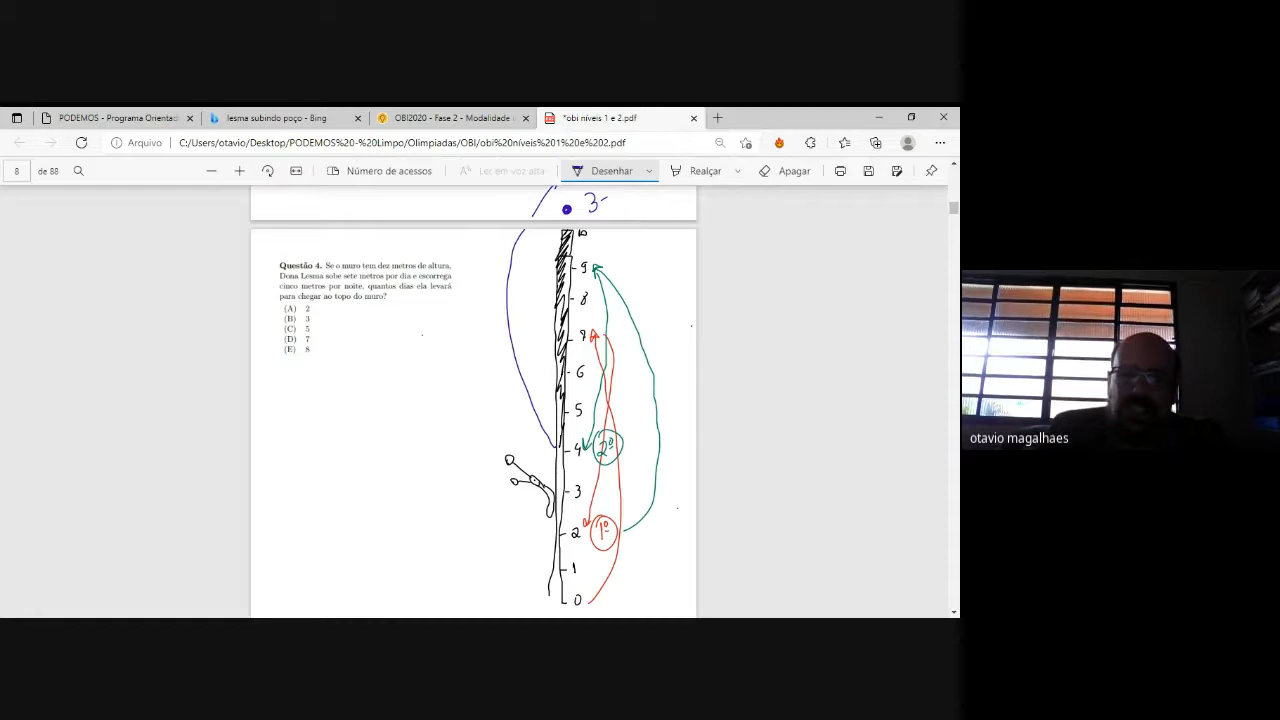 PODEMOS - Programa Orientad
lesma subindo poço - Bing
OBI2020 - Fase 2 - Modalidade
*obi níveis 1 e 2.pdf
Arquivo
C:/Users/otavio/Desktop/PODEMOS%20-%20Limpo/Olimpiadas/OBI/obi%20níveis%201%20e%202.pdf
8
de 88
Número de acessos
Ler em voz alta
Desenhar
Realçar
Apagar
3-
Questão 4. Se o muro tem dez metros de altura,
Dona Lesma sobe sete metros por dia e escorrega
cinco metros por noite, quantos dias ela levará
para chegar ao topo do muro?
(A) 2
(B) 3
(C) 5
(D) 7
(E) 8
10
9
8
7
6
5
4
2º
3
2
1º
1
0
otavio magalhaes